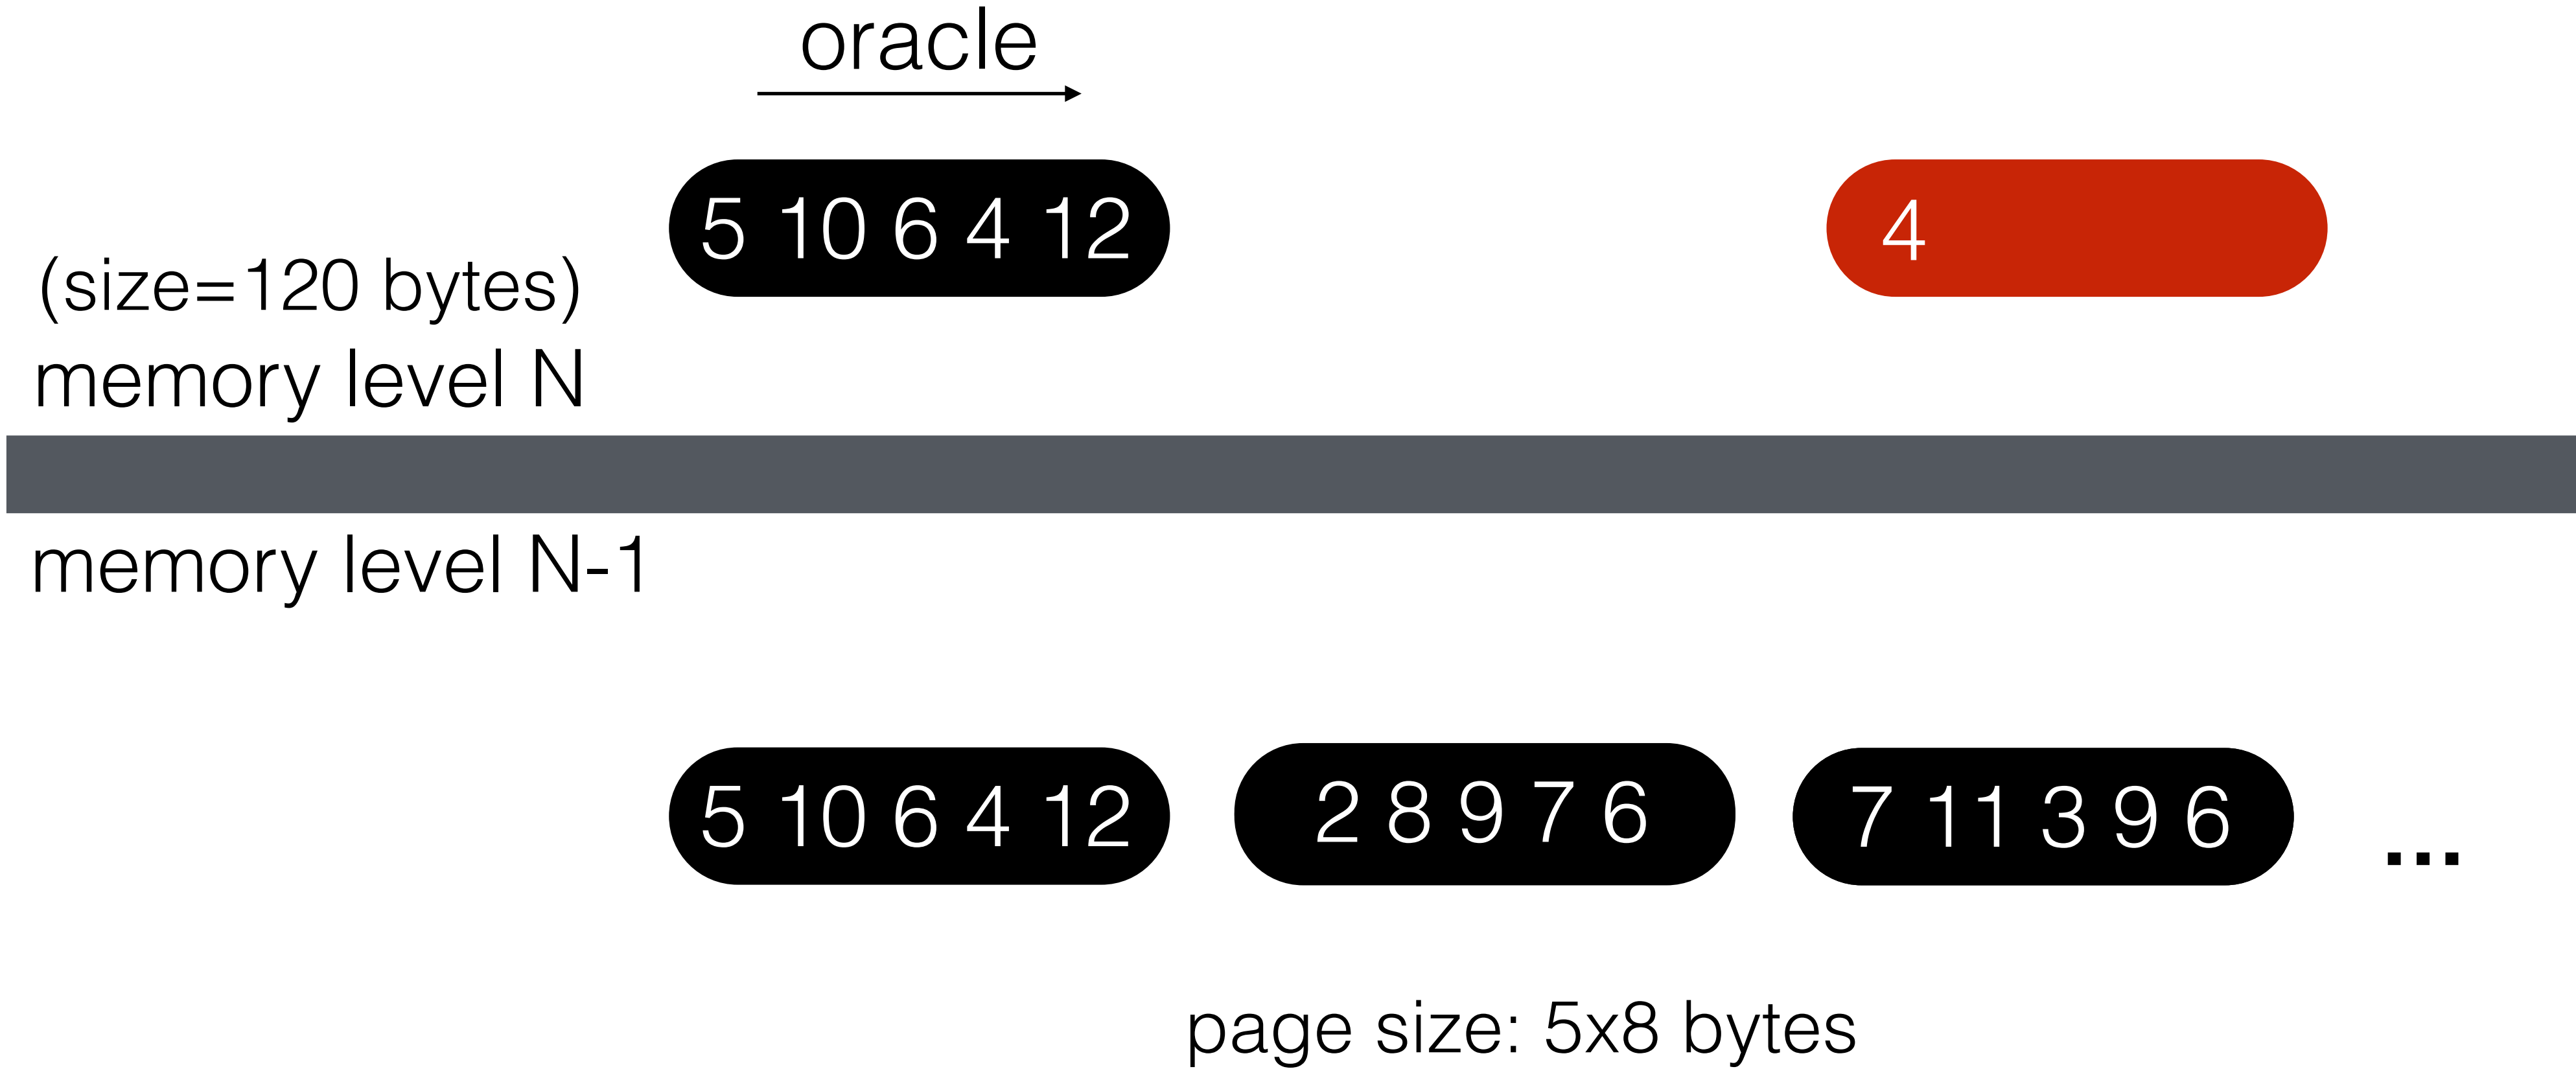 oracle
5 10 6 4 12
4
(size=120 bytes)
memory level N
memory level N-1
5 10 6 4 12
2 8 9 7 6
7 11 3 9 6
...
page size: 5x8 bytes